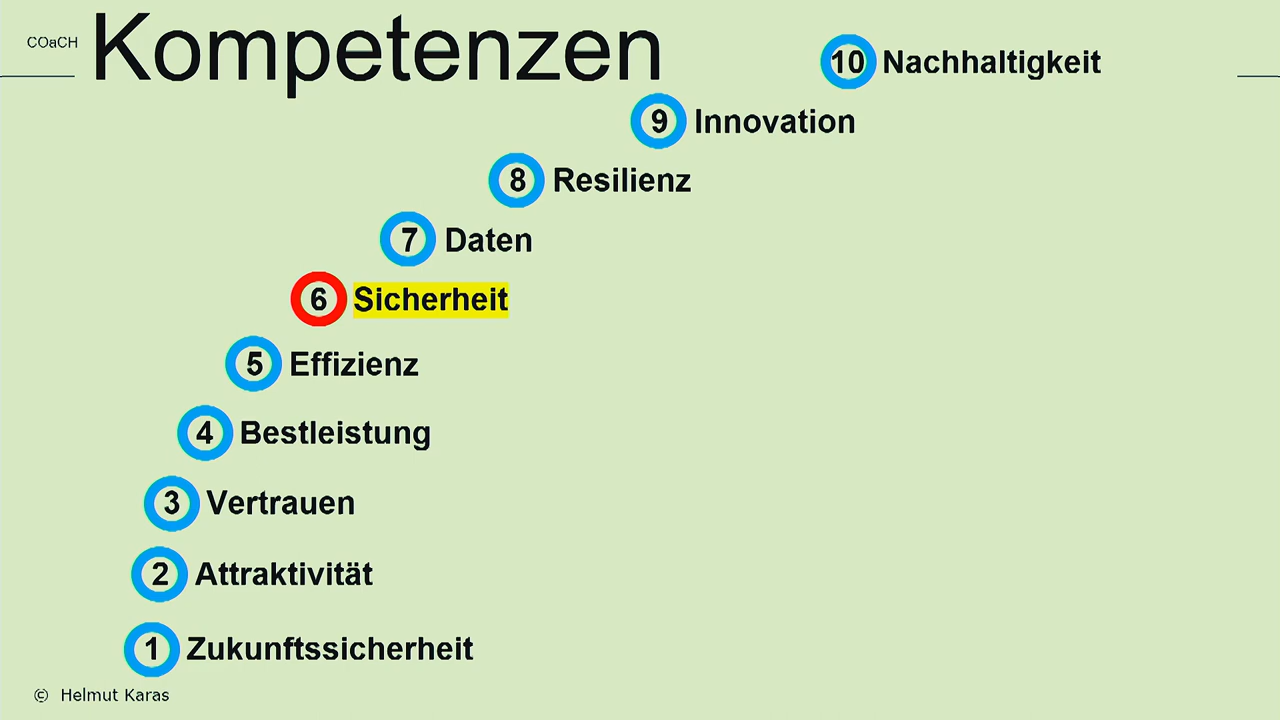 COaCH
Kompetenzen
10 Nachhaltigkeit
9 Innovation
8 Resilienz
7 Daten
6 Sicherheit
5 Effizienz
4 Bestleistung
3 Vertrauen
2 Attraktivität
1 Zukunftssicherheit
© Helmut Karas